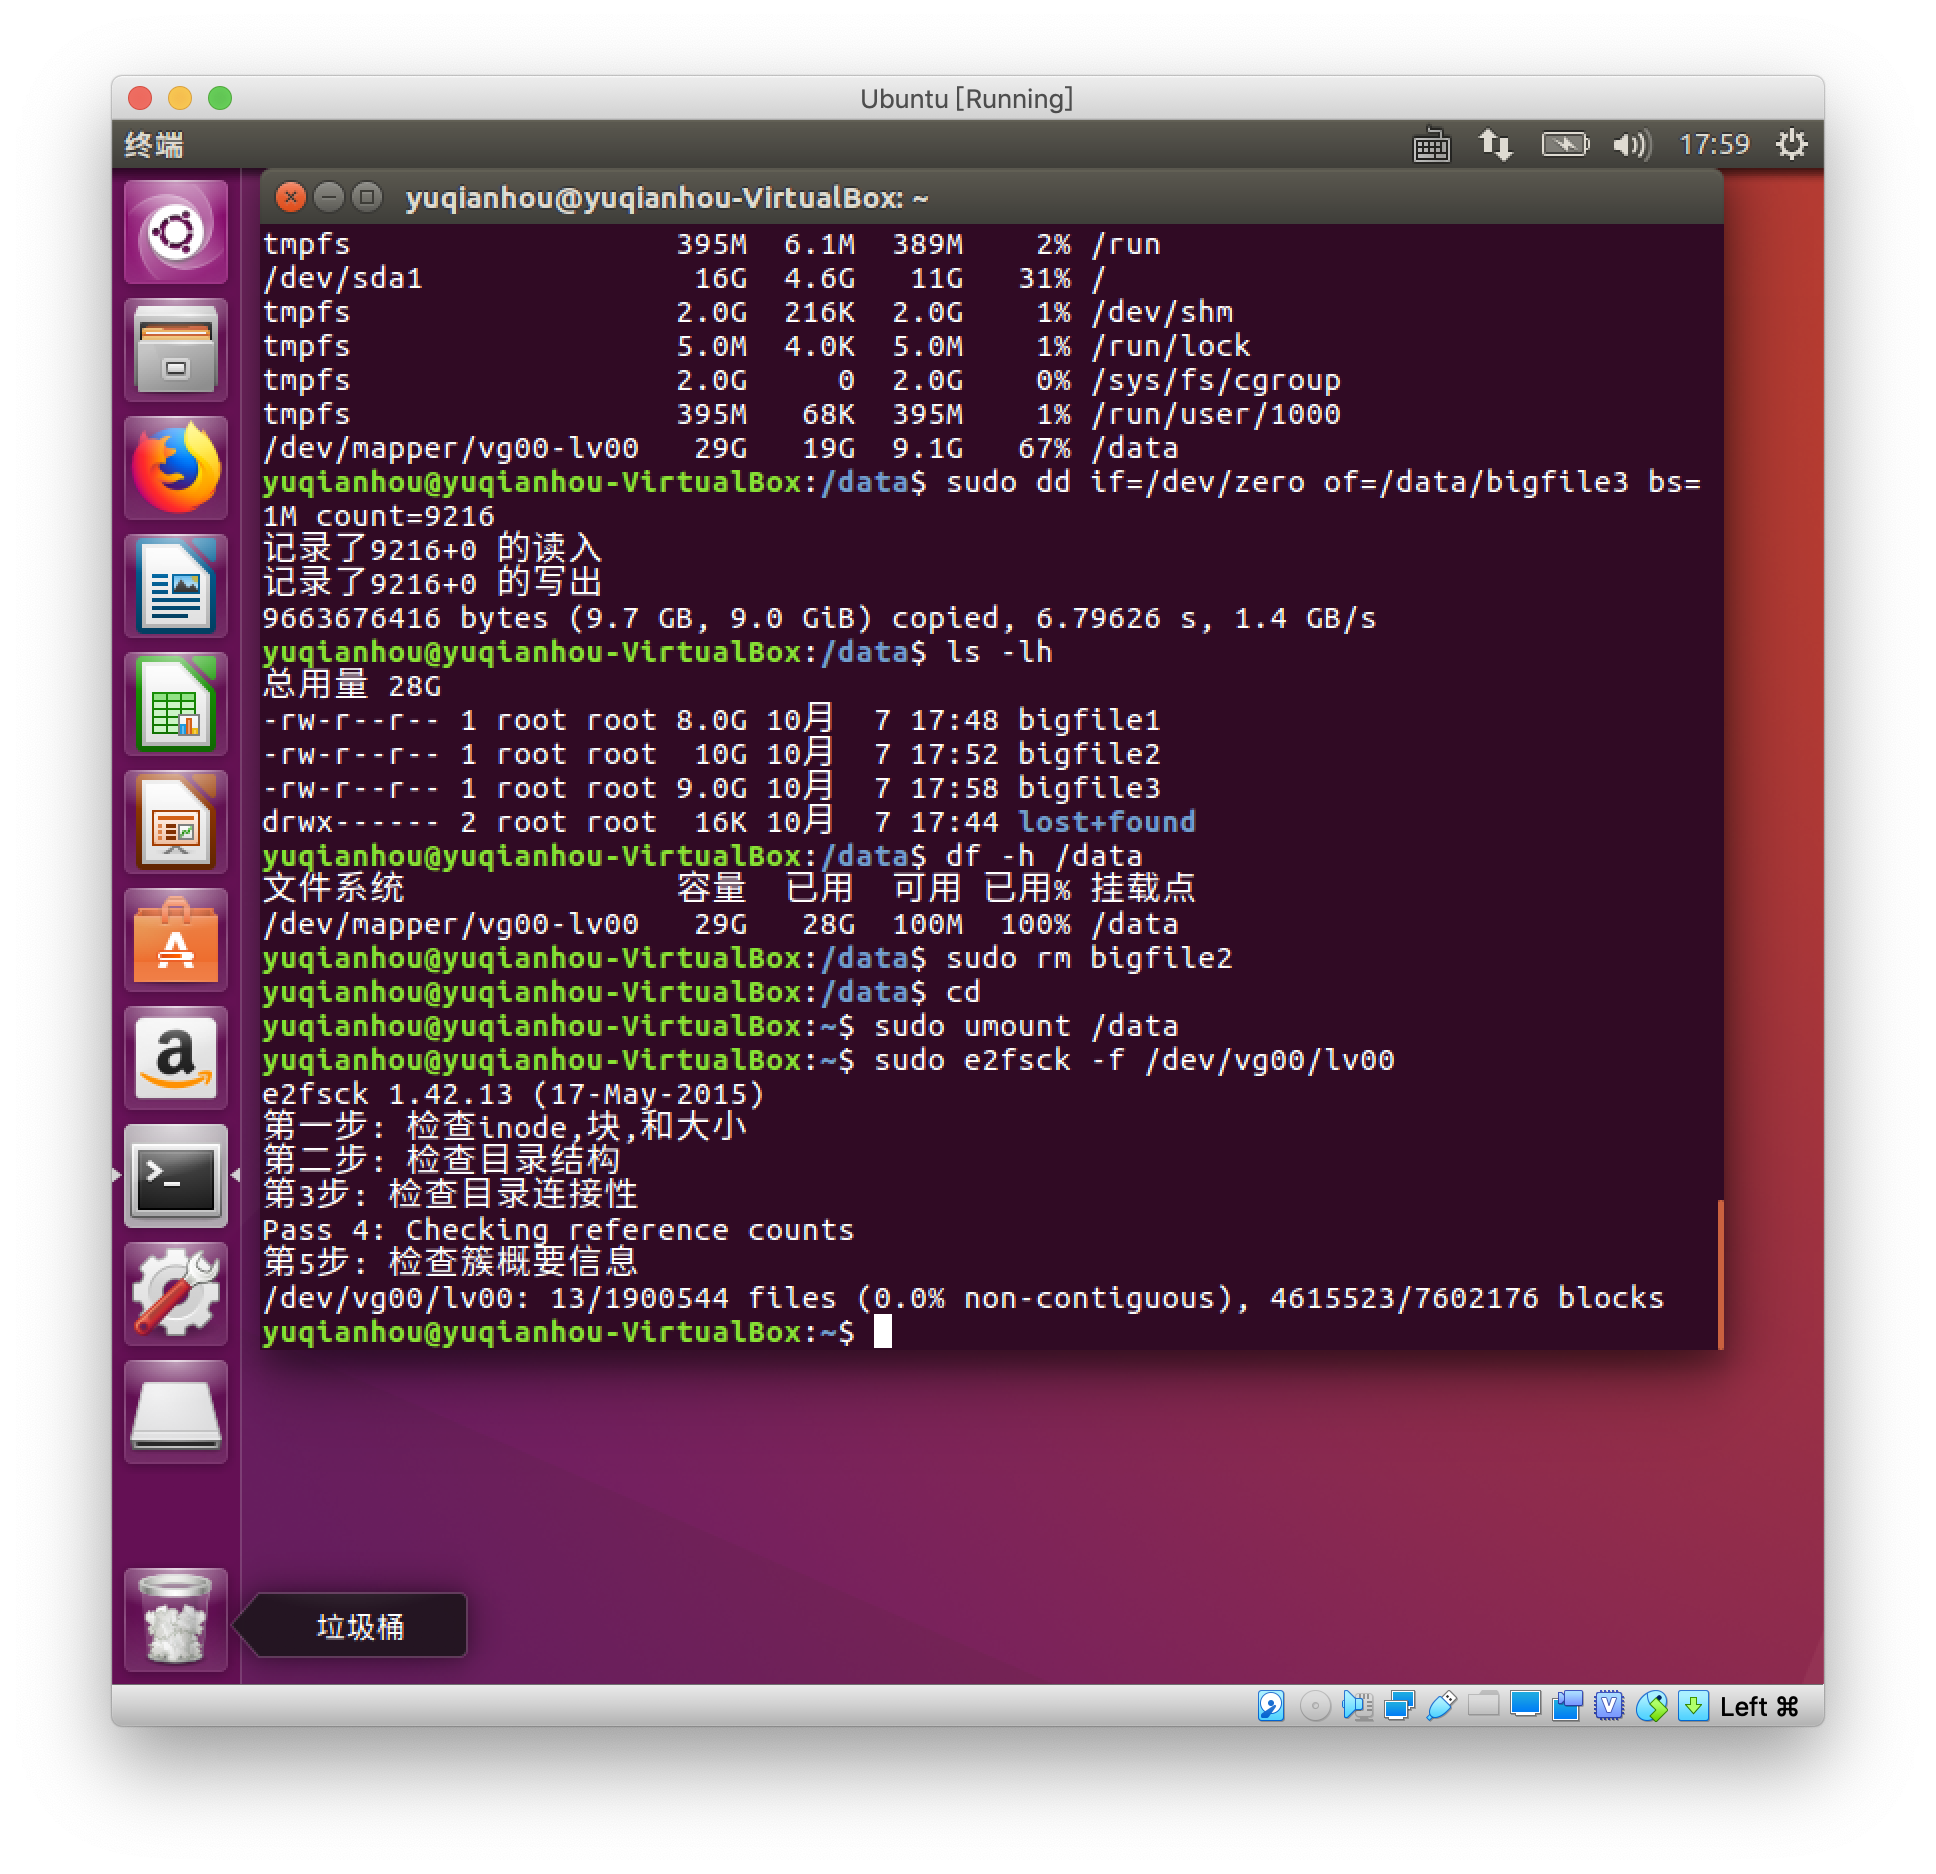 Ubuntu [Running]
终端
17:59
yuqianhou@yuqianhou-VirtualBox: ~
tmpfs 395M 6.1M 389M 2% /run
/dev/sda1 16G 4.6G 11G 31% /
tmpfs 2.0G 216K 2.0G 1% /dev/shm
tmpfs 5.0M 4.0K 5.0M 1% /run/lock
tmpfs 2.0G 0 2.0G 0% /sys/fs/cgroup
tmpfs 395M 68K 395M 1% /run/user/1000
/dev/mapper/vg00-lv00 29G 19G 9.1G 67% /data
yuqianhou@yuqianhou-VirtualBox:/data$ sudo dd if=/dev/zero of=/data/bigfile3 bs=
1M count=9216
记录了9216+0 的读入
记录了9216+0 的写出
9663676416 bytes (9.7 GB, 9.0 GiB) copied, 6.79626 s, 1.4 GB/s
yuqianhou@yuqianhou-VirtualBox:/data$ ls -lh
总用量 28G
-rw-r--r-- 1 root root 8.0G 10月 7 17:48 bigfile1
-rw-r--r-- 1 root root 10G 10月 7 17:52 bigfile2
-rw-r--r-- 1 root root 9.0G 10月 7 17:58 bigfile3
drwx------ 2 root root 16K 10月 7 17:44 lost+found
yuqianhou@yuqianhou-VirtualBox:/data$ df -h /data
文件系统 容量 已用 可用 已用% 挂载点
/dev/mapper/vg00-lv00 29G 28G 100M 100% /data
yuqianhou@yuqianhou-VirtualBox:/data$ sudo rm bigfile2
yuqianhou@yuqianhou-VirtualBox:/data$ cd
yuqianhou@yuqianhou-VirtualBox:~$ sudo umount /data
yuqianhou@yuqianhou-VirtualBox:~$ sudo e2fsck -f /dev/vg00/lv00
e2fsck 1.42.13 (17-May-2015)
第一步: 检查inode,块,和大小
第二步: 检查目录结构
第3步: 检查目录连接性
Pass 4: Checking reference counts
第5步: 检查簇概要信息
/dev/vg00/lv00: 13/1900544 files (0.0% non-contiguous), 4615523/7602176 blocks
yuqianhou@yuqianhou-VirtualBox:~$
垃圾桶
Left ⌘